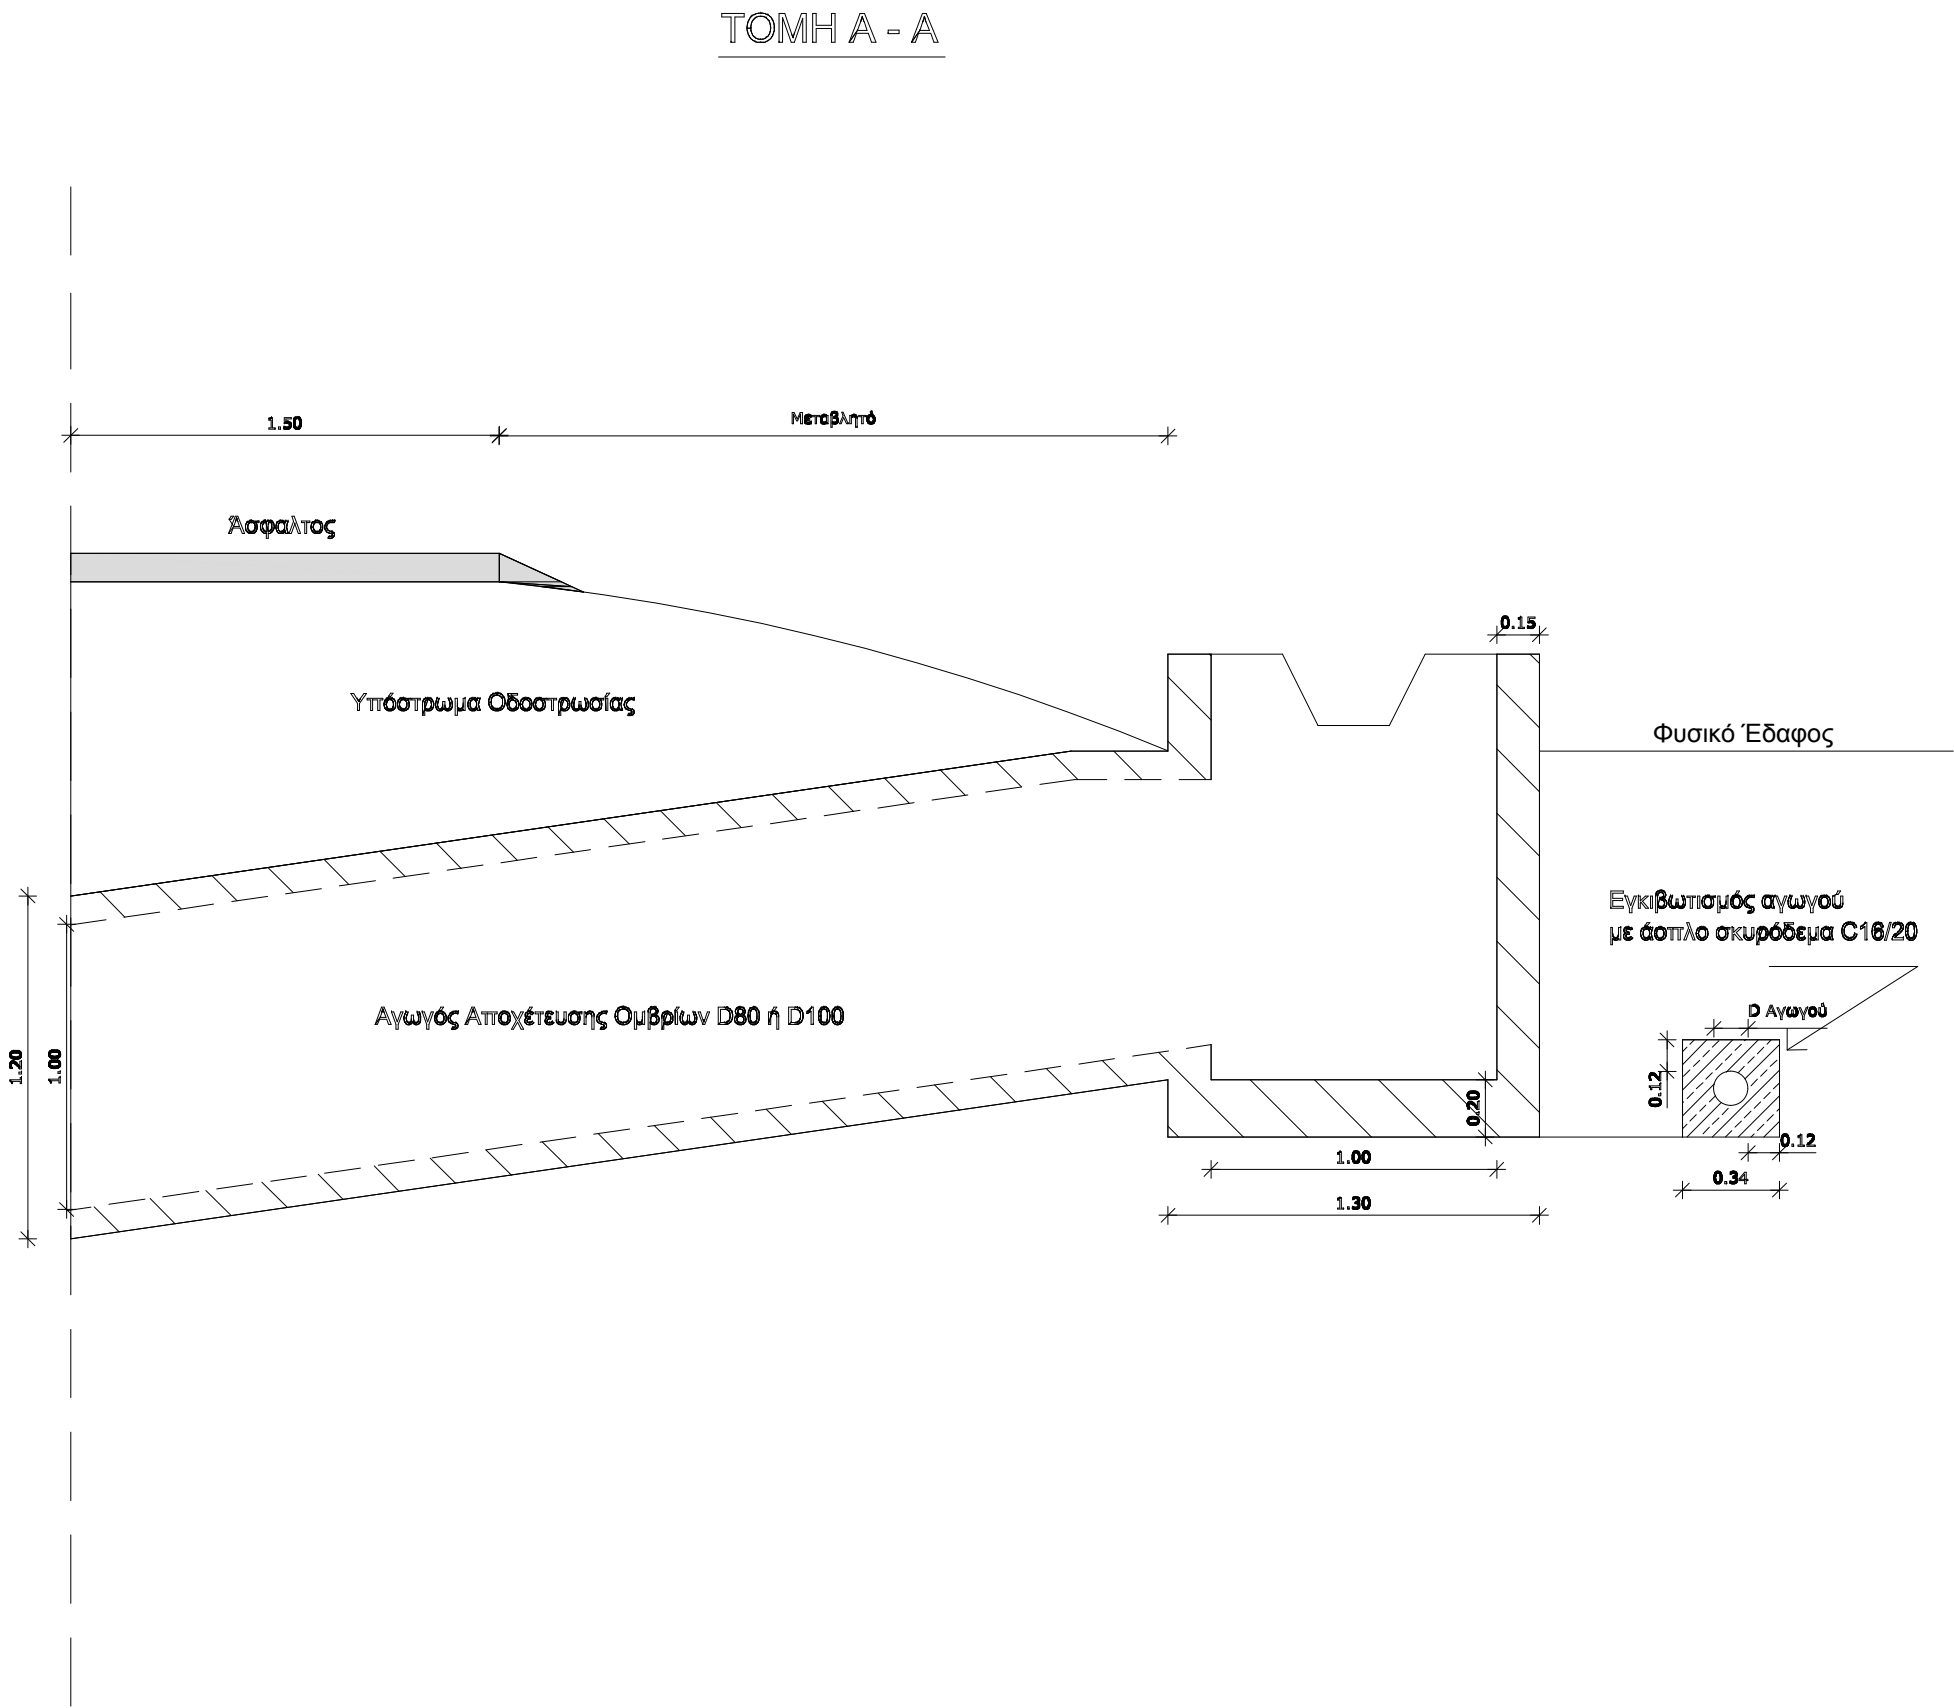 ΤΟΜΗ Α - Α
1.50
Μεταβλητό
Άσφαλτος
0.15
Υπόστρωμα Οδοστρωσίας
Φυσικό Έδαφος
Εγκιβωτισμός αγωγού
με άοπλο σκυρόδεμα C16/20
D Αγωγού
Αγωγός Αποχέτευσης Ομβρίων D80 ή D100
1.20
1.00
0.12
0.20
0.12
1.00
0.34
1.30